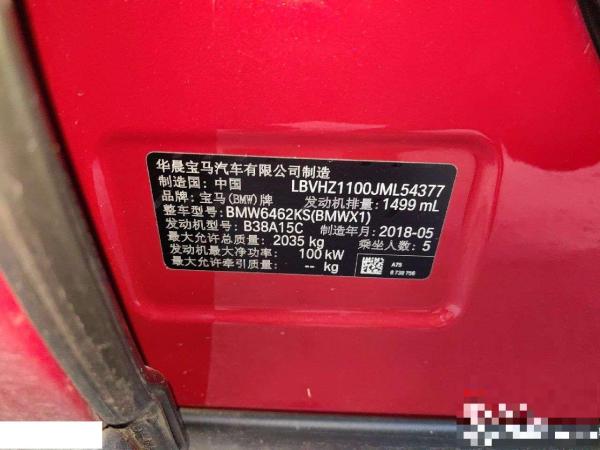 华晨宝马汽车有限公司制造
制造国：中国 LBVHZ1100JML54377
品牌：宝马(BMW)牌 发动机排量：1499 mL
整车型号：BMW6462KS(BMWX1)
发动机型号：B38A15C 制造年月：2018-05
最大允许总质量：2035 kg 乘坐人数：5
发动机最大净功率：100 kW
最大允许牵引质量：-- kg
A75
8 738 756